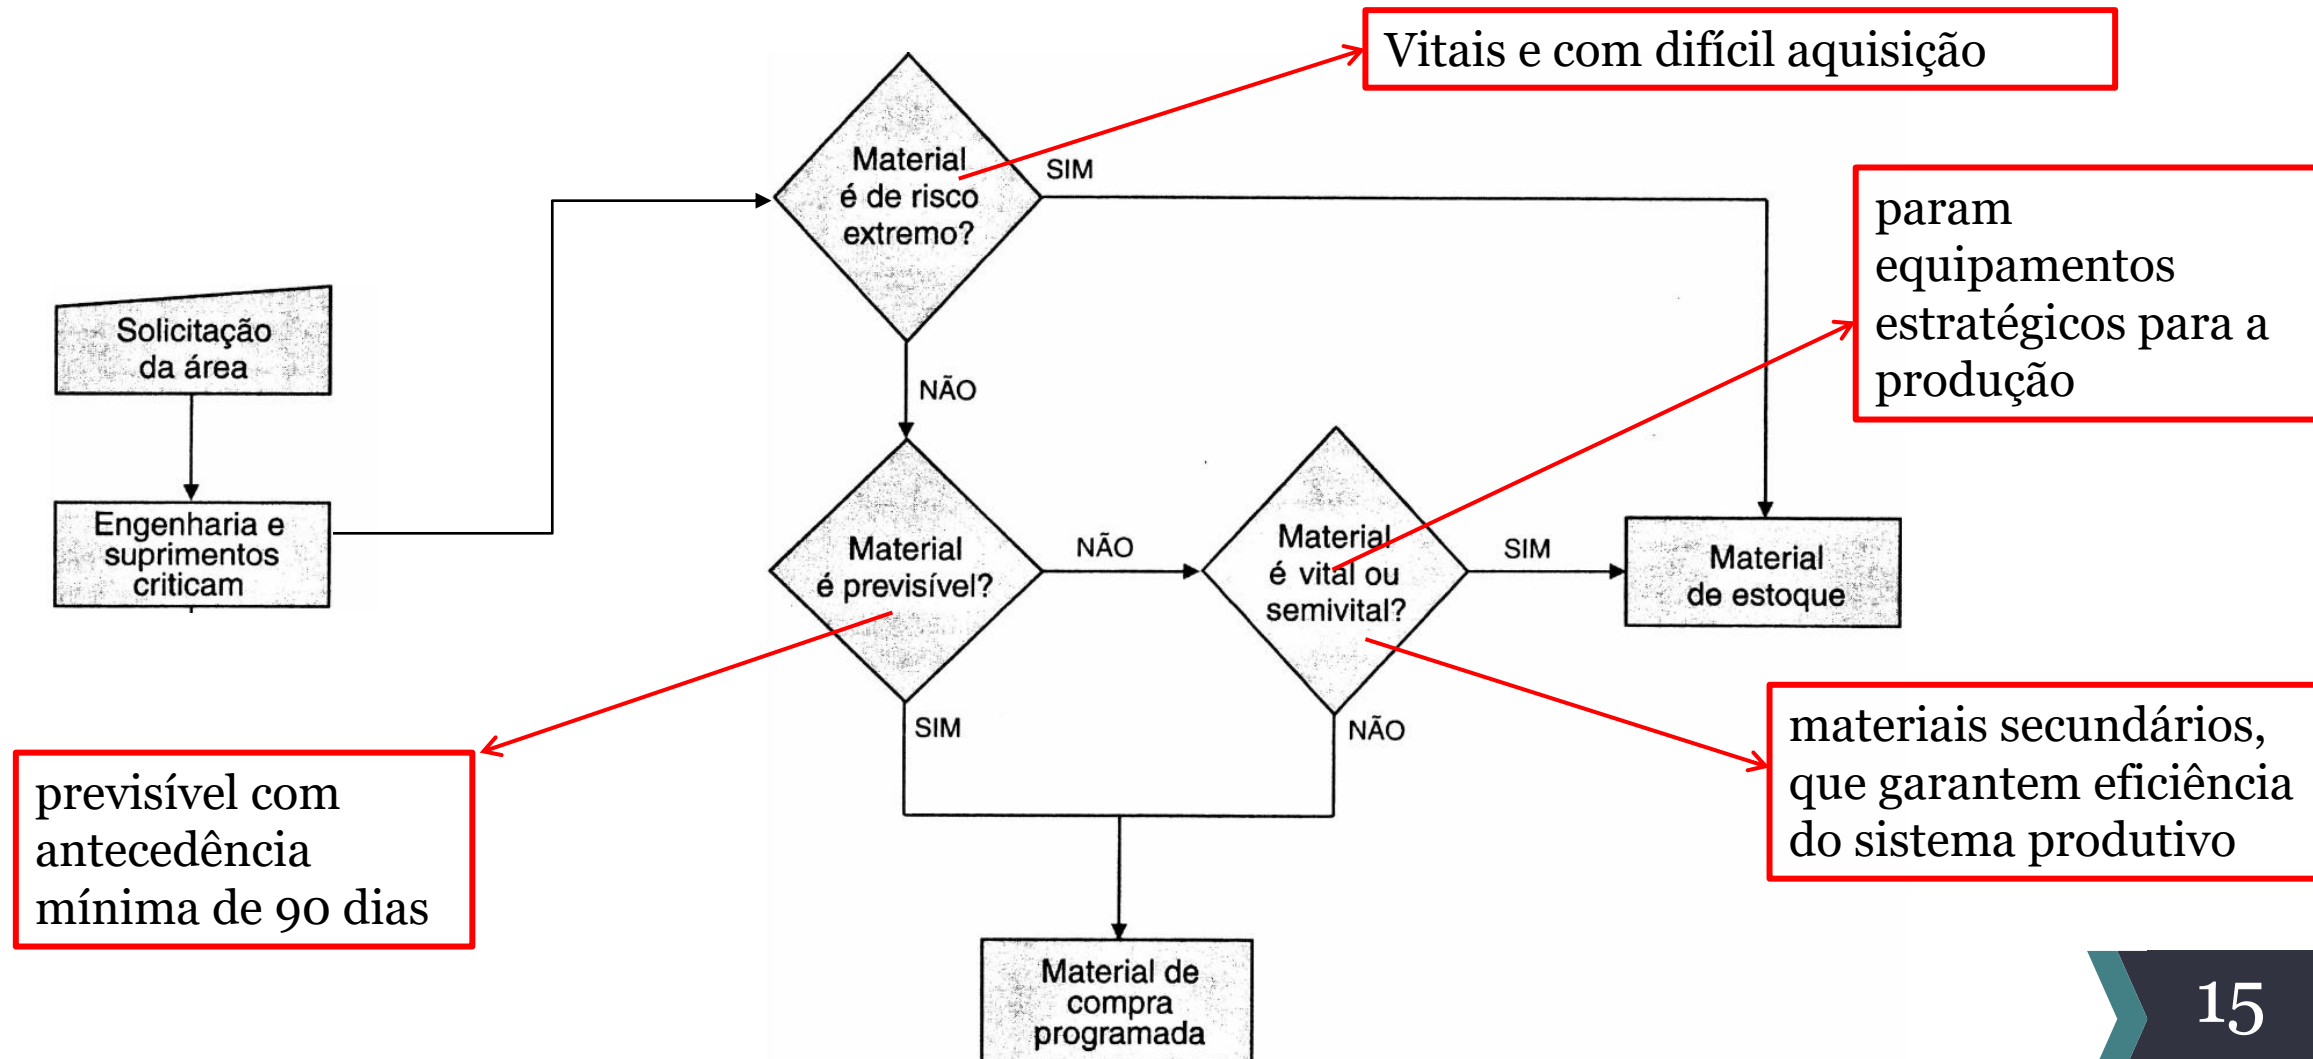 Vitais e com difícil aquisição
Material
é de risco
extremo?
SIM
param
equipamentos
estratégicos para a
produção
Solicitação
da área
NÃO
Engenharia e
suprimentos
criticam
Material
é previsível?
NÃO
Material
é vital ou
semivital?
SIM
Material
de estoque
SIM
NÃO
materiais secundários,
que garantem eficiência
do sistema produtivo
previsível com
antecedência
mínima de 90 dias
Material de
compra
programada
15